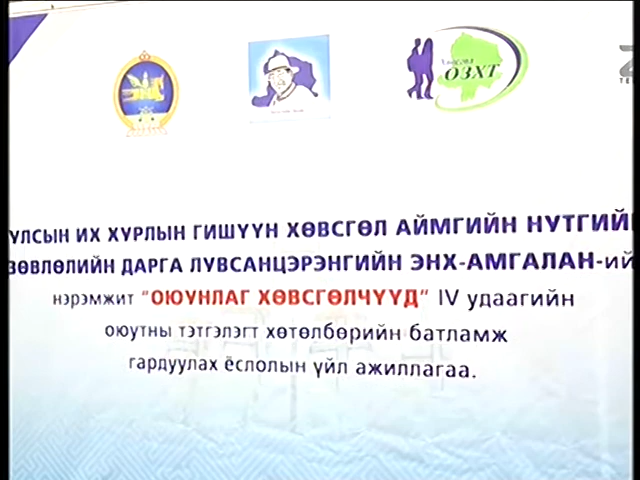 Хөвсгөл
ОЗХТ
УЛСЫН ИХ ХУРЛЫН ГИШҮҮН ХӨВСГӨЛ АЙМГИЙН НУТГИЙН
ЗӨВЛӨЛИЙН ДАРГА ЛУВСАНЦЭРЭНГИЙН ЭНХ-АМГАЛАН-ий
нэрэмжит "ОЮУНЛАГ ХӨВСГӨЛЧҮҮД" IV удаагийн
оюутны тэтгэлэгт хөтөлбөрийн батламж
гардуулах ёслолын үйл ажиллагаа.